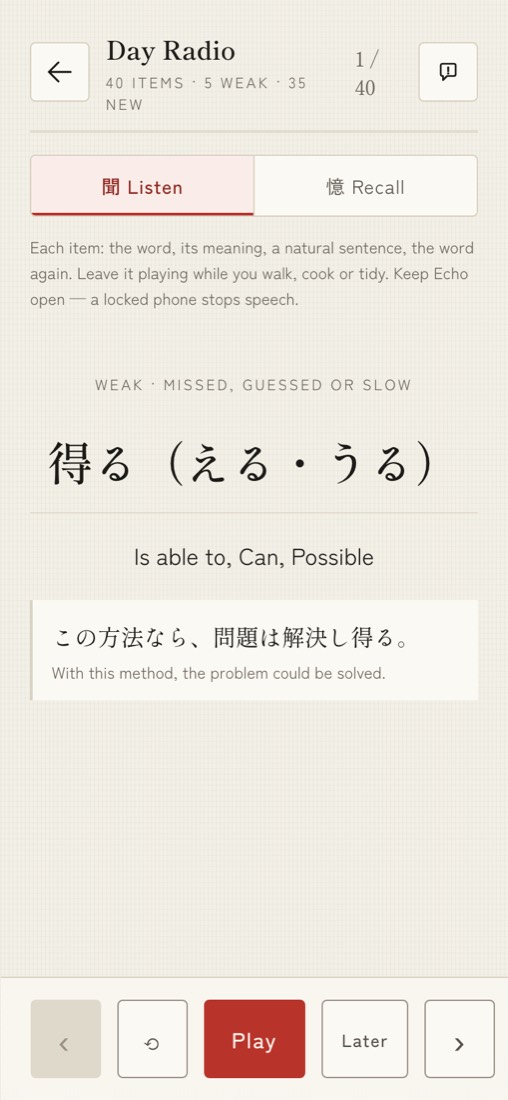 Day Radio
40 ITEMS · 5 WEAK · 35
NEW
1 /
40
聞 Listen
憶 Recall
Each item: the word, its meaning, a natural sentence, the word
again. Leave it playing while you walk, cook or tidy. Keep Echo
open — a locked phone stops speech.
WEAK · MISSED, GUESSED OR SLOW
得る（える・うる）
Is able to, Can, Possible
この方法なら、問題は解決し得る。
With this method, the problem could be solved.
Play
Later